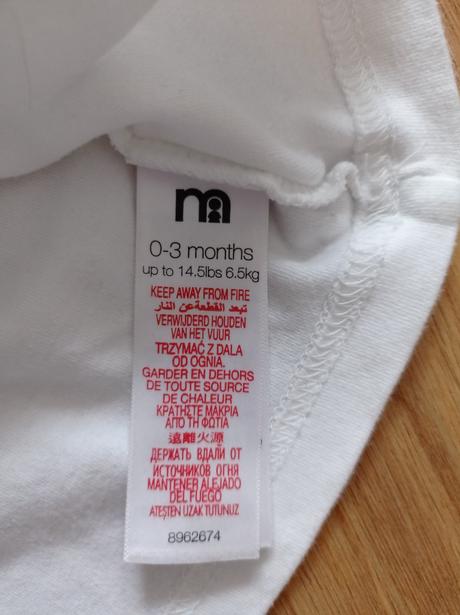 m
0-3 months
up to 14.5lbs 6.5kg
KEEP AWAY FROM FIRE
تبعد القطعة عن النار
VERWIJDERD HOUDEN
VAN HET VUUR
TRZYMAĆ Z DALA
OD OGNIA.
GARDER EN DEHORS
DE TOUTE SOURCE
DE CHALEUR
ΚΡΑΤΗΣΤΕ ΜΑΚΡΙΑ
ΑΠΟ ΤΗ ΦΩΤΙΑ
遠離火源
ДЕРЖАТЬ ВДАЛИ ОТ
ИСТОЧНИКОВ ОГНЯ
MANTENER ALEJADO
DEL FUEGO
ATEŞTEN UZAK TUTUNUZ
8962674